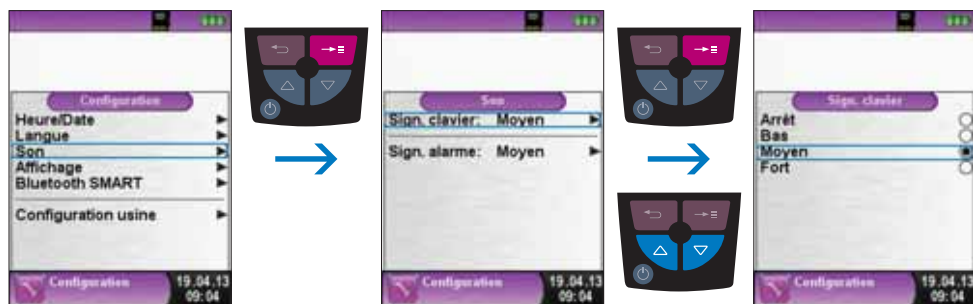 Configuration
Heure/Date
Langue
Son
Affichage
Bluetooth SMART
Configuration usine
Configuration
19.04.13
09:04
Son
Sign. clavier: Moyen
Sign. alarme: Moyen
Configuration
19.04.13
09:04
Sign. clavier
Arrêt
Bas
Moyen
Fort
Configuration
19.04.13
09:04